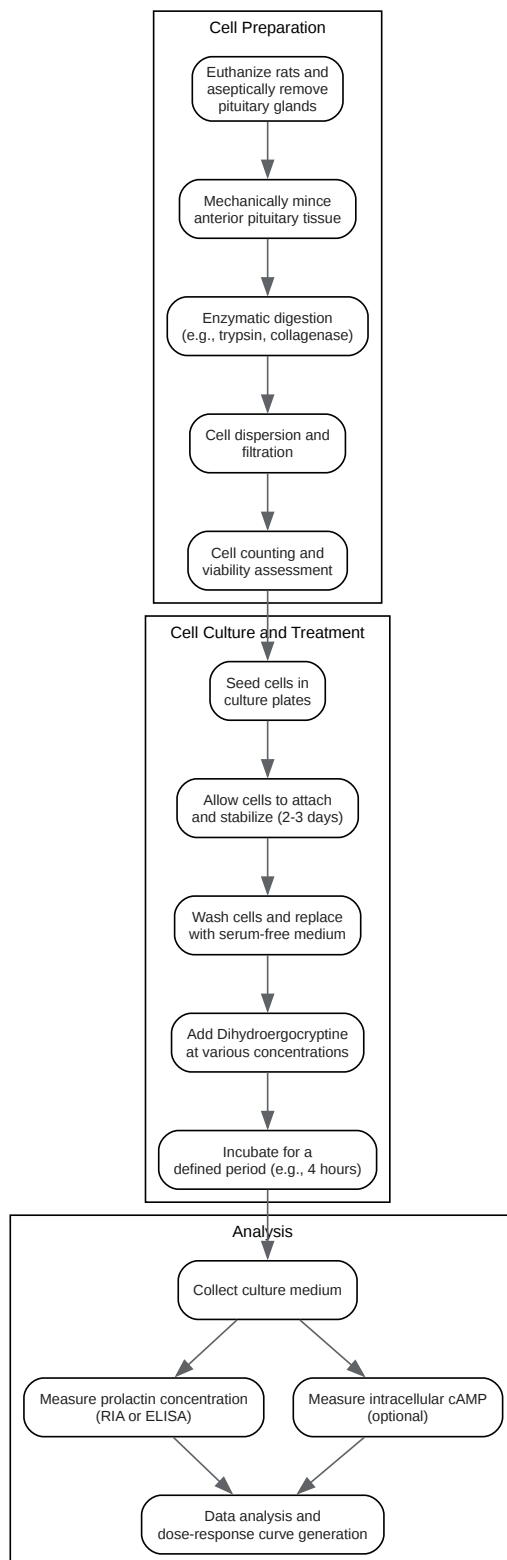 Cell Preparation
Euthanize rats and
aseptically remove
pituitary glands
Mechanically mince
anterior pituitary tissue
Enzymatic digestion
(e.g., trypsin, collagenase)
Cell dispersion and
filtration
Cell counting and
viability assessment
Cell Culture and Treatment
Seed cells in
culture plates
Allow cells to attach
and stabilize (2-3 days)
Wash cells and replace
with serum-free medium
Add Dihydroergocryptine
at various concentrations
Incubate for a
defined period (e.g., 4 hours)
Analysis
Collect culture medium
Measure prolactin concentration
(RIA or ELISA)
Measure intracellular cAMP
(optional)
Data analysis and
dose-response curve generation